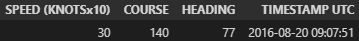 SPEED (KNOTSx10) COURSE HEADING TIMESTAMP UTC
30 140 77 2016-08-20 09:07:51